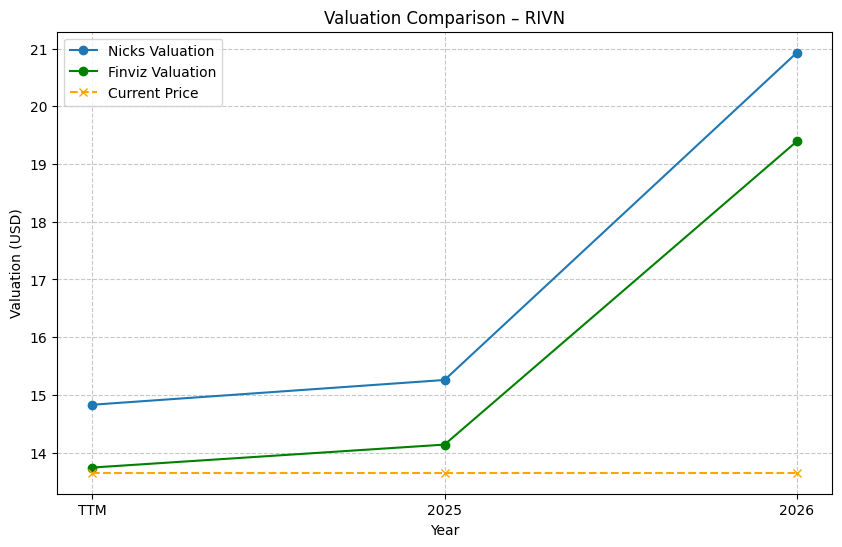 Valuation Comparison – RIVN
Nicks Valuation
Finviz Valuation
Current Price
Valuation (USD)
21
20
19
18
17
16
15
14
TTM
2025
2026
Year